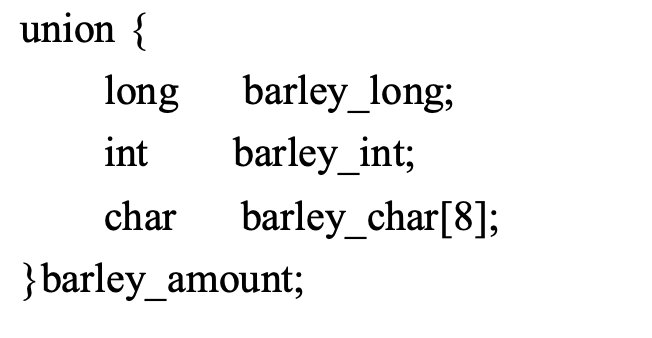 union {
long barley_long;
int barley_int;
char barley_char[8];
}barley_amount;